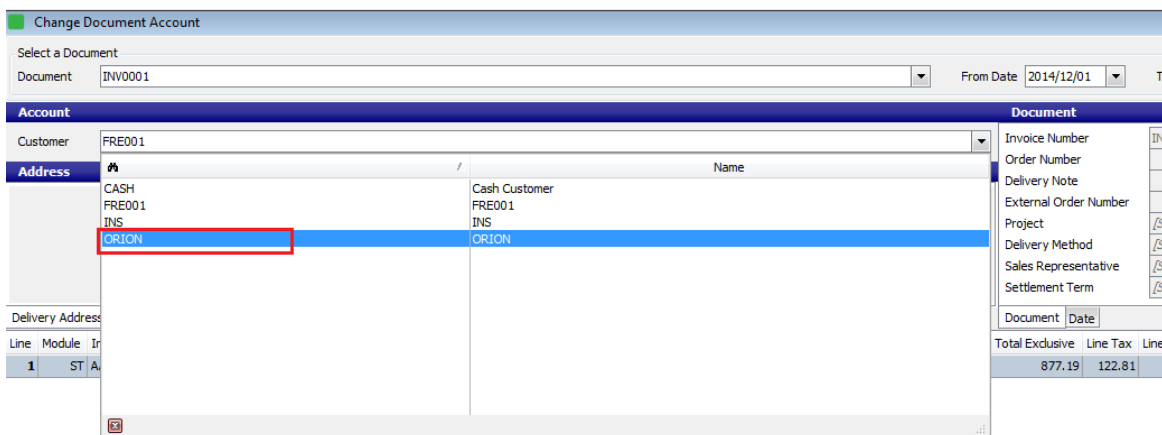 Change Document Account
Select a Document
Document INV0001 From Date 2014/12/01
Account Document
Customer FRE001 Invoice Number
Address Name Order Number
CASH Cash Customer Delivery Note
FRE001 FRE001 External Order Number
INS INS Project
ORION ORION Delivery Method
Sales Representative
Settlement Term
Delivery Address Document Date
Line Module Total Exclusive Line Tax Line
1 ST 877.19 122.81